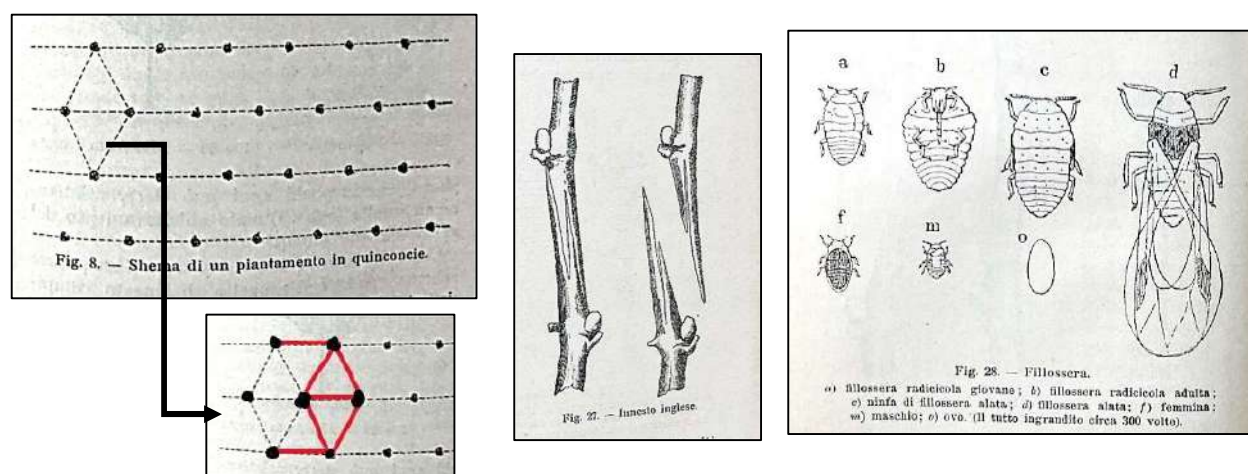 Fig. 8. — Shema di un piantamento in quinconcie.
Fig. 27. — Innesto inglese.
a b c d
f m o
Fig. 28. — Fillossera.
a) fillossera radicicola giovane; b) fillossera radicicola adulta;
c) ninfa di fillossera alata; d) fillossera alata; f) femmina;
m) maschio; o) ovo. (Il tutto ingrandito circa 300 volte).